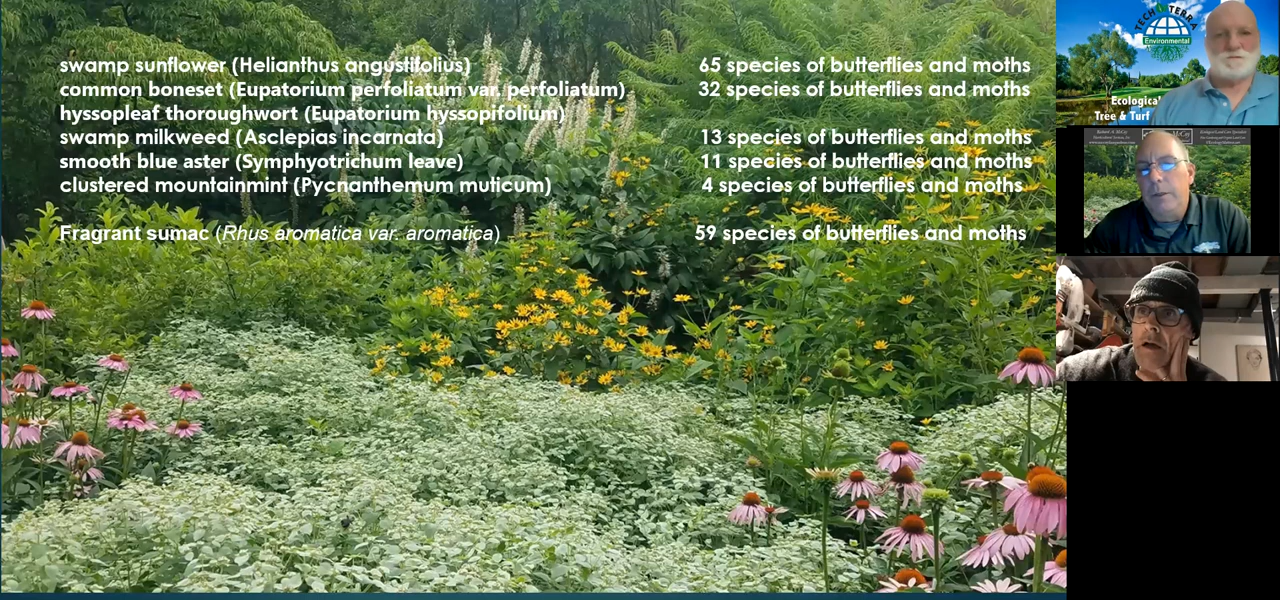 swamp sunflower (Helianthus angustifolius) 65 species of butterflies and moths
common boneset (Eupatorium perfoliatum var. perfoliatum) 32 species of butterflies and moths
hyssopleaf thoroughwort (Eupatorium hyssopifolium)
swamp milkweed (Asclepias incarnata) 13 species of butterflies and moths
smooth blue aster (Symphyotrichum leave) 11 species of butterflies and moths
clustered mountainmint (Pycnanthemum muticum) 4 species of butterflies and moths
Fragrant sumac (Rhus aromatica var. aromatica) 59 species of butterflies and moths
TECH TERRA
Environmental
Ecological
Tree & Turf